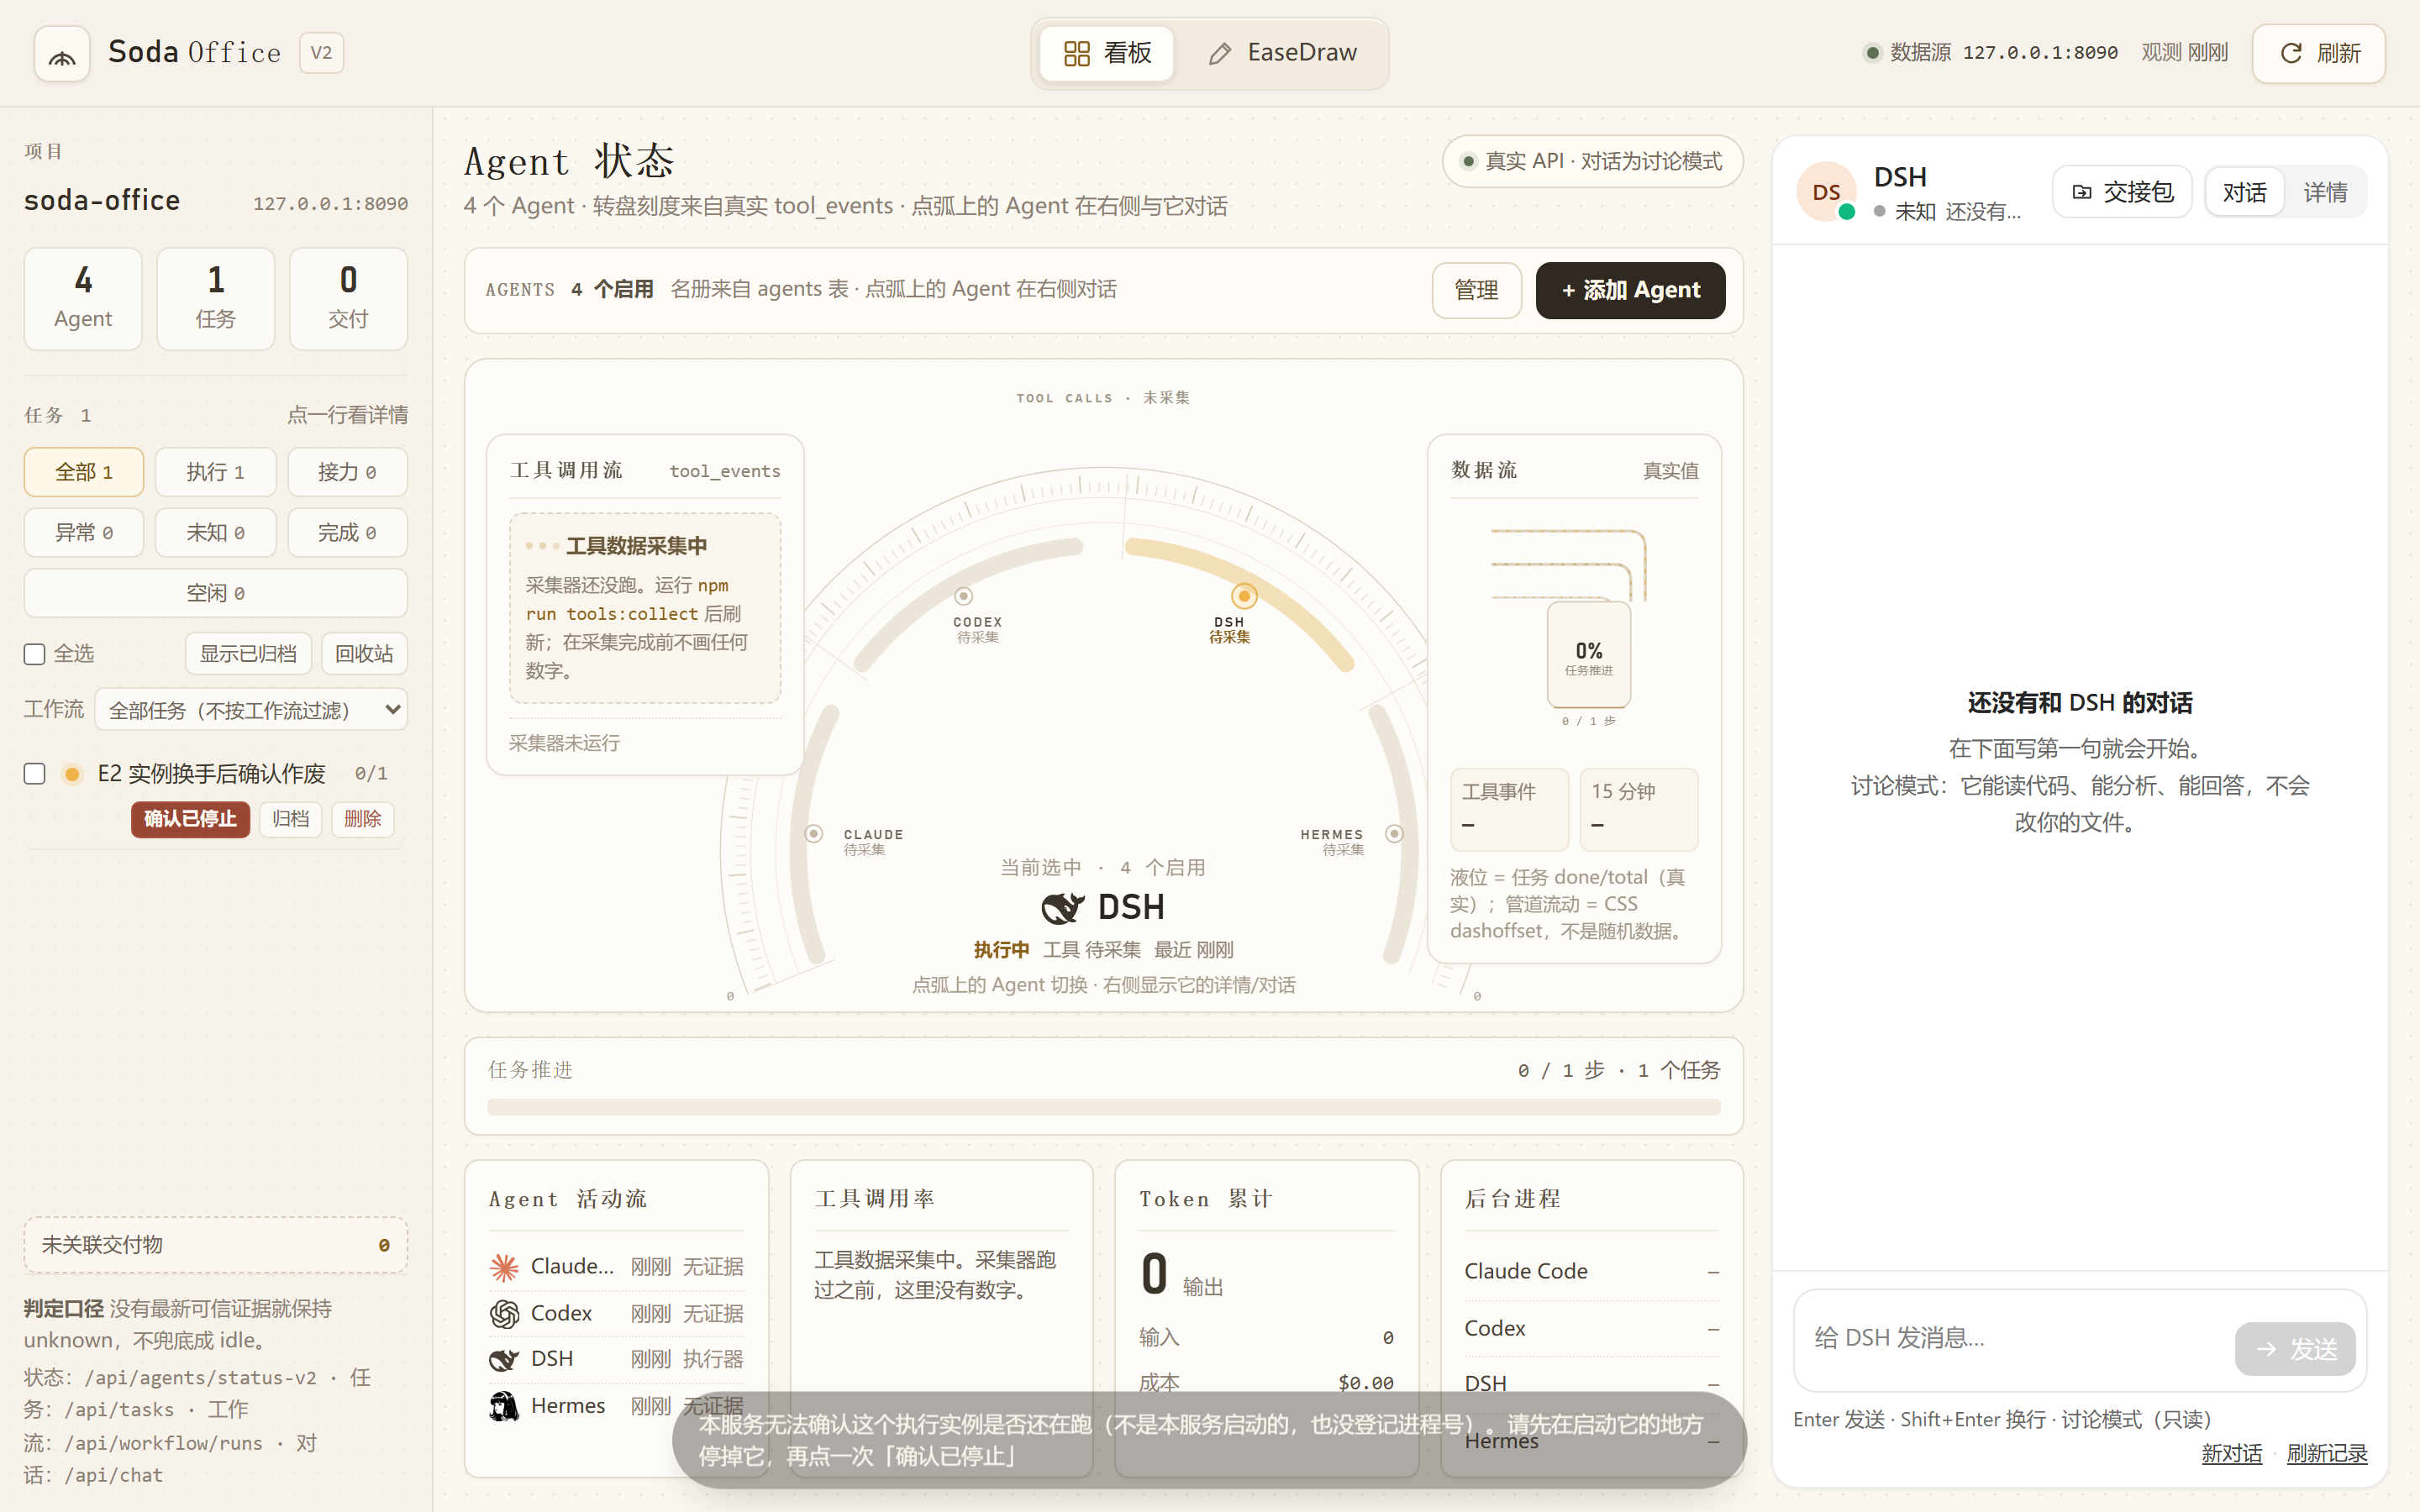 Soda Office V2
看板
EaseDraw
数据源 127.0.0.1:8090 观测 刚刚
刷新
项目
soda-office 127.0.0.1:8090
4 Agent
1 任务
0 交付
任务 1 点一行看详情
全部 1
执行 1
接力 0
异常 0
未知 0
完成 0
空闲 0
全选
显示已归档
回收站
工作流 全部任务（不按工作流过滤）
E2 实例换手后确认作废 0/1
确认已停止
归档
删除
未关联交付物 0
判定口径 没有最新可信证据就保持
unknown，不兜底成 idle。
状态：/api/agents/status-v2 · 任
务：/api/tasks · 工作
流：/api/workflow/runs · 对
话：/api/chat
Agent 状态
4 个 Agent · 转盘刻度来自真实 tool_events · 点弧上的 Agent 在右侧与它对话
真实 API · 对话为讨论模式
AGENTS 4 个启用 名册来自 agents 表 · 点弧上的 Agent 在右侧对话
管理
+ 添加 Agent
TOOL CALLS · 未采集
工具调用流 tool_events
工具数据采集中
采集器还没跑。运行 npm
run tools:collect 后刷
新；在采集完成前不画任何
数字。
采集器未运行
CODEX
待采集
DSH
待采集
CLAUDE
待采集
HERMES
待采集
当前选中 · 4 个启用
DSH
执行中 工具 待采集 最近 刚刚
点弧上的 Agent 切换 · 右侧显示它的详情/对话
0
0
数据流 真实值
0%
任务推进
0 / 1 步
工具事件
–
15 分钟
–
液位 = 任务 done/total（真
实）；管道流动 = CSS
dashoffset，不是随机数据。
任务推进 0 / 1 步 · 1 个任务
Agent 活动流
Claude... 刚刚 无证据
Codex 刚刚 无证据
DSH 刚刚 执行器
Hermes 刚刚 无证据
工具调用率
工具数据采集中。采集器跑
过之前，这里没有数字。
Token 累计
0 输出
输入 0
成本 $0.00
后台进程
Claude Code –
Codex –
DSH –
Hermes –
本服务无法确认这个执行实例是否还在跑（不是本服务启动的，也没登记进程号）。请先在启动它的地方
停掉它，再点一次「确认已停止」
DS
DSH
未知 还没有...
交接包
对话
详情
还没有和 DSH 的对话
在下面写第一句就会开始。
讨论模式：它能读代码、能分析、能回答，不会
改你的文件。
给 DSH 发消息...
发送
Enter 发送 · Shift+Enter 换行 · 讨论模式（只读）
新对话 · 刷新记录